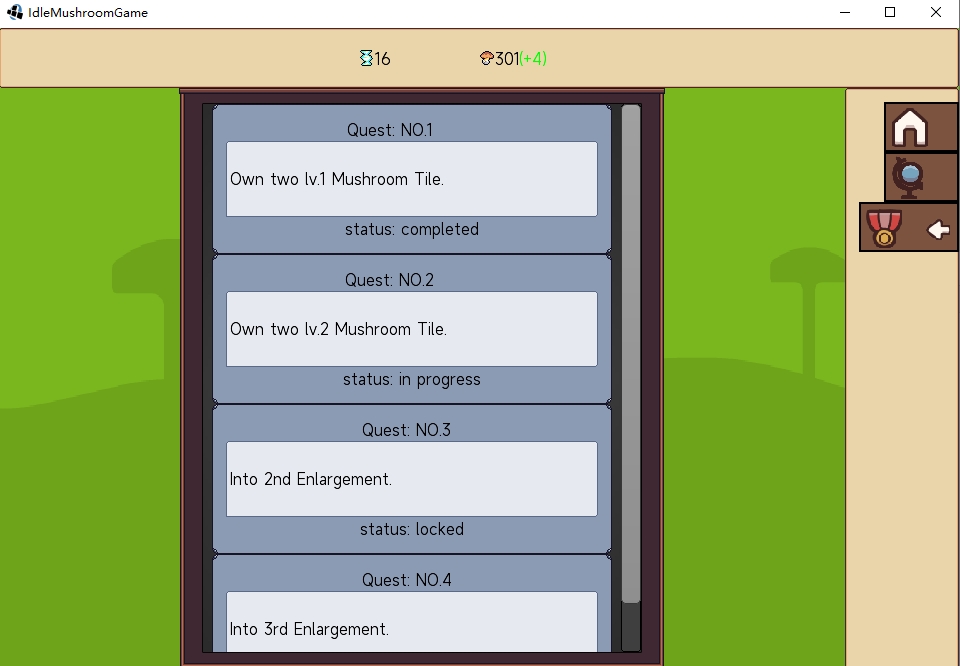 IdleMushroomGame
16
301(+4)
Quest: NO.1
Own two lv.1 Mushroom Tile.
status: completed
Quest: NO.2
Own two lv.2 Mushroom Tile.
status: in progress
Quest: NO.3
Into 2nd Enlargement.
status: locked
Quest: NO.4
Into 3rd Enlargement.